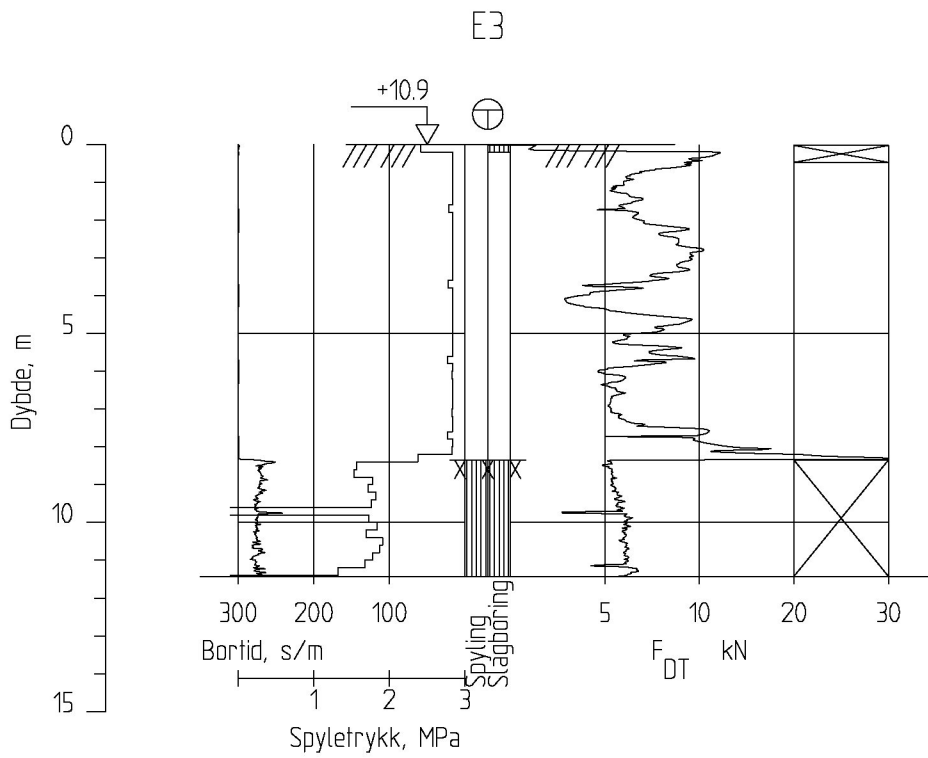 E3
+10.9
0
5
10
15
Dybde, m
300 200 100
Bortid, s/m
1 2 3
Spyletrykk, MPa
Spyling
Slagboring
5 10 20 30
F DT kN